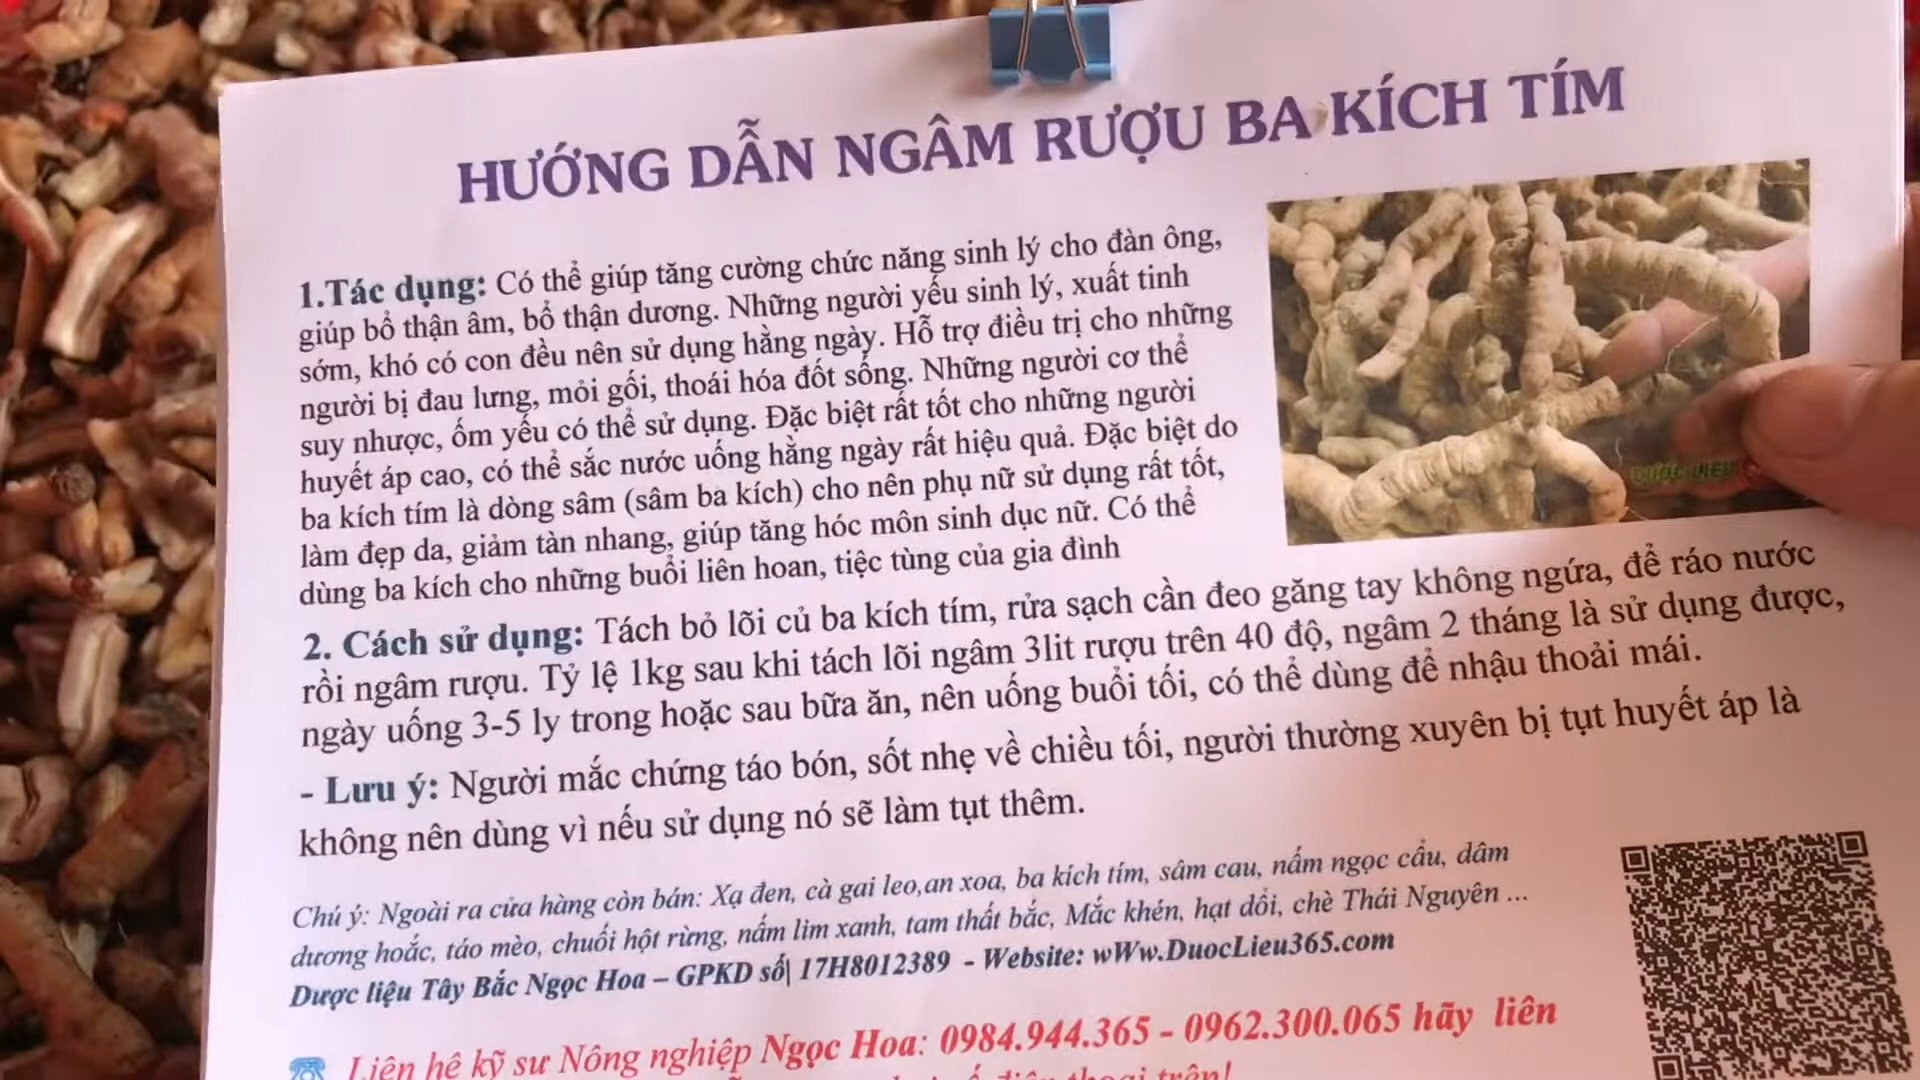 HƯỚNG DẪN NGÂM RƯỢU BA KÍCH TÍM
1.Tác dụng: Có thể giúp tăng cường chức năng sinh lý cho đàn ông,
giúp bổ thận âm, bổ thận dương. Những người yếu sinh lý, xuất tinh
sớm, khó có con đều nên sử dụng hằng ngày. Hỗ trợ điều trị cho những
người bị đau lưng, mỏi gối, thoái hóa đốt sống. Những người cơ thể
suy nhược, ốm yếu có thể sử dụng. Đặc biệt rất tốt cho những người
huyết áp cao, có thể sắc nước uống hằng ngày rất hiệu quả. Đặc biệt do
ba kích tím là dòng sâm (sâm ba kích) cho nên phụ nữ sử dụng rất tốt,
làm đẹp da, giảm tàn nhang, giúp tăng hóc môn sinh dục nữ. Có thể
dùng ba kích cho những buổi liên hoan, tiệc tùng của gia đình
DƯỢC LIỆU
2. Cách sử dụng: Tách bỏ lõi củ ba kích tím, rửa sạch cần đeo găng tay không ngứa, để ráo nước
rồi ngâm rượu. Tỷ lệ 1kg sau khi tách lõi ngâm 3lit rượu trên 40 độ, ngâm 2 tháng là sử dụng được,
ngày uống 3-5 ly trong hoặc sau bữa ăn, nên uống buổi tối, có thể dùng để nhậu thoải mái.
- Lưu ý: Người mắc chứng táo bón, sốt nhẹ về chiều tối, người thường xuyên bị tụt huyết áp là
không nên dùng vì nếu sử dụng nó sẽ làm tụt thêm.
Chú ý: Ngoài ra cửa hàng còn bán: Xạ đen, cà gai leo,an xoa, ba kích tím, sâm cau, nấm ngọc cẩu, dâm
dương hoắc, táo mèo, chuối hột rừng, nấm lim xanh, tam thất bắc, Mắc khén, hạt dổi, chè Thái Nguyên ...
Dược liệu Tây Bắc Ngọc Hoa – GPKD số| 17H8012389 - Website: wWw.DuocLieu365.com
Liên hệ kỹ sư Nông nghiệp Ngọc Hoa: 0984.944.365 - 0962.300.065 hãy liên
điện thoại trên!